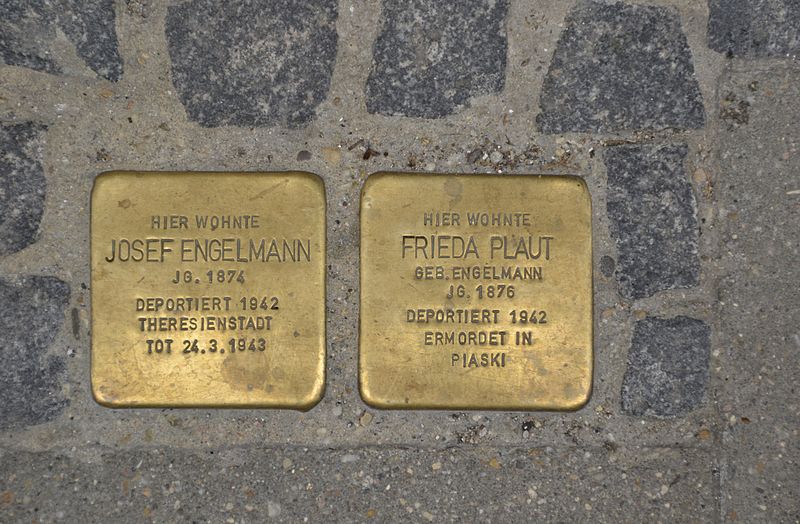 HIER WOHNTE
JOSEF ENGELMANN
JG. 1874
DEPORTIERT 1942
THERESIENSTADT
TOT 24.3.1943
HIER WOHNTE
FRIEDA PLAUT
GEB. ENGELMANN
JG. 1876
DEPORTIERT 1942
ERMORDET IN
PIASKI